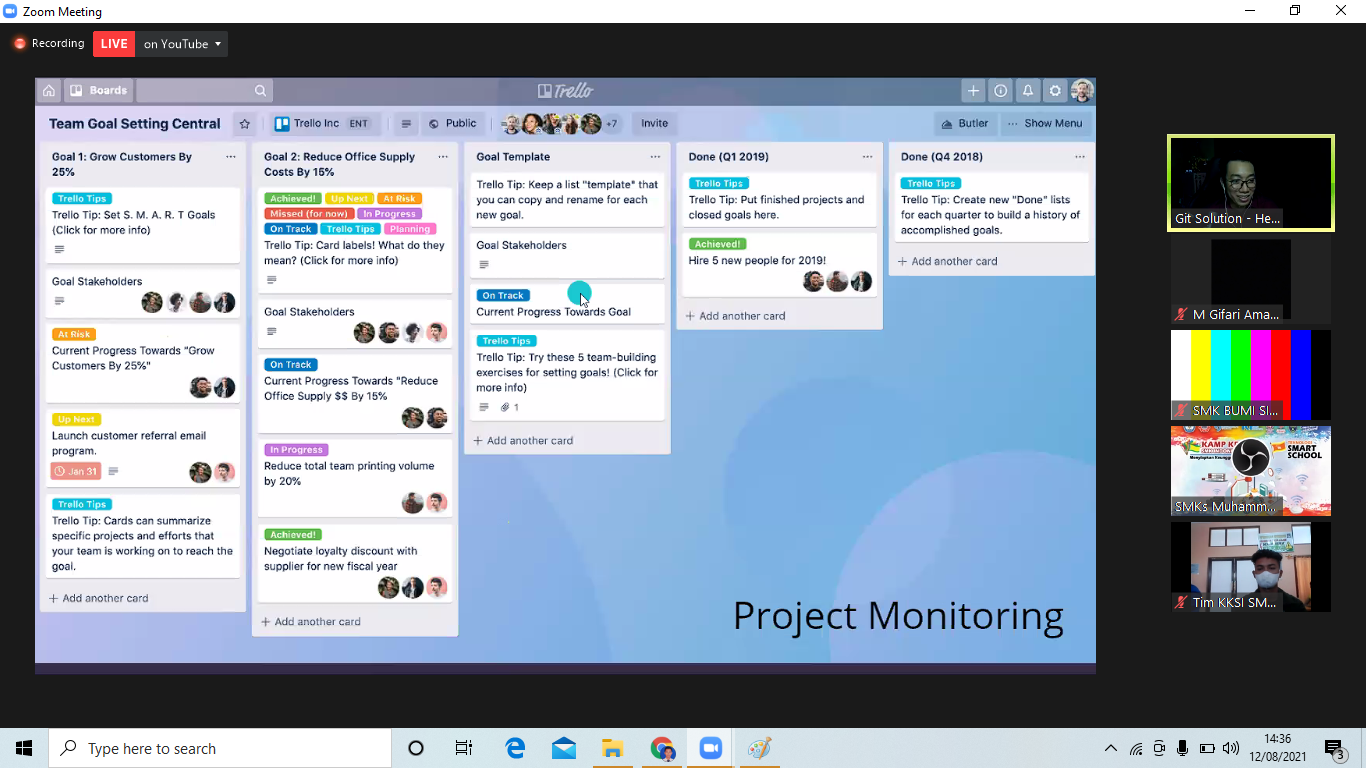 Zoom Meeting
Recording
LIVE
on YouTube
Boards
Trello
Team Goal Setting Central
Trello Inc ENT
Public
+7
Invite
Butler
Show Menu
Goal 1: Grow Customers By
25%
Trello Tips
Trello Tip: Set S. M. A. R. T Goals
(Click for more info)
Goal Stakeholders
At Risk
Current Progress Towards "Grow
Customers By 25%"
Up Next
Launch customer referral email
program.
Jan 31
Trello Tips
Trello Tip: Cards can summarize
specific projects and efforts that
your team is working on to reach the
goal.
+ Add another card
Goal 2: Reduce Office Supply
Costs By 15%
Achieved! Up Next At Risk
Missed (for now) In Progress
On Track Trello Tips Planning
Trello Tip: Card labels! What do they
mean? (Click for more info)
Goal Stakeholders
On Track
Current Progress Towards "Reduce
Office Supply $$ By 15%
In Progress
Reduce total team printing volume
by 20%
Achieved!
Negotiate loyalty discount with
supplier for new fiscal year
+ Add another card
Goal Template
Trello Tip: Keep a list "template" that
you can copy and rename for each
new goal.
Goal Stakeholders
On Track
Current Progress Towards Goal
Trello Tips
Trello Tip: Try these 5 team-building
exercises for setting goals! (Click for
more info)
1
+ Add another card
Done (Q1 2019)
Trello Tips
Trello Tip: Put finished projects and
closed goals here.
Achieved!
Hire 5 new people for 2019!
+ Add another card
Done (Q4 2018)
Trello Tips
Trello Tip: Create new "Done" lists
for each quarter to build a history of
accomplished goals.
+ Add another card
Project Monitoring
Git Solution - He...
M Gifari Ama...
SMK BUMI SI...
KAMP KE
SMART
SCHOOL
SMKs Muhamm...
Tim KKSI SM...
Type here to search
14:36
12/08/2021
3